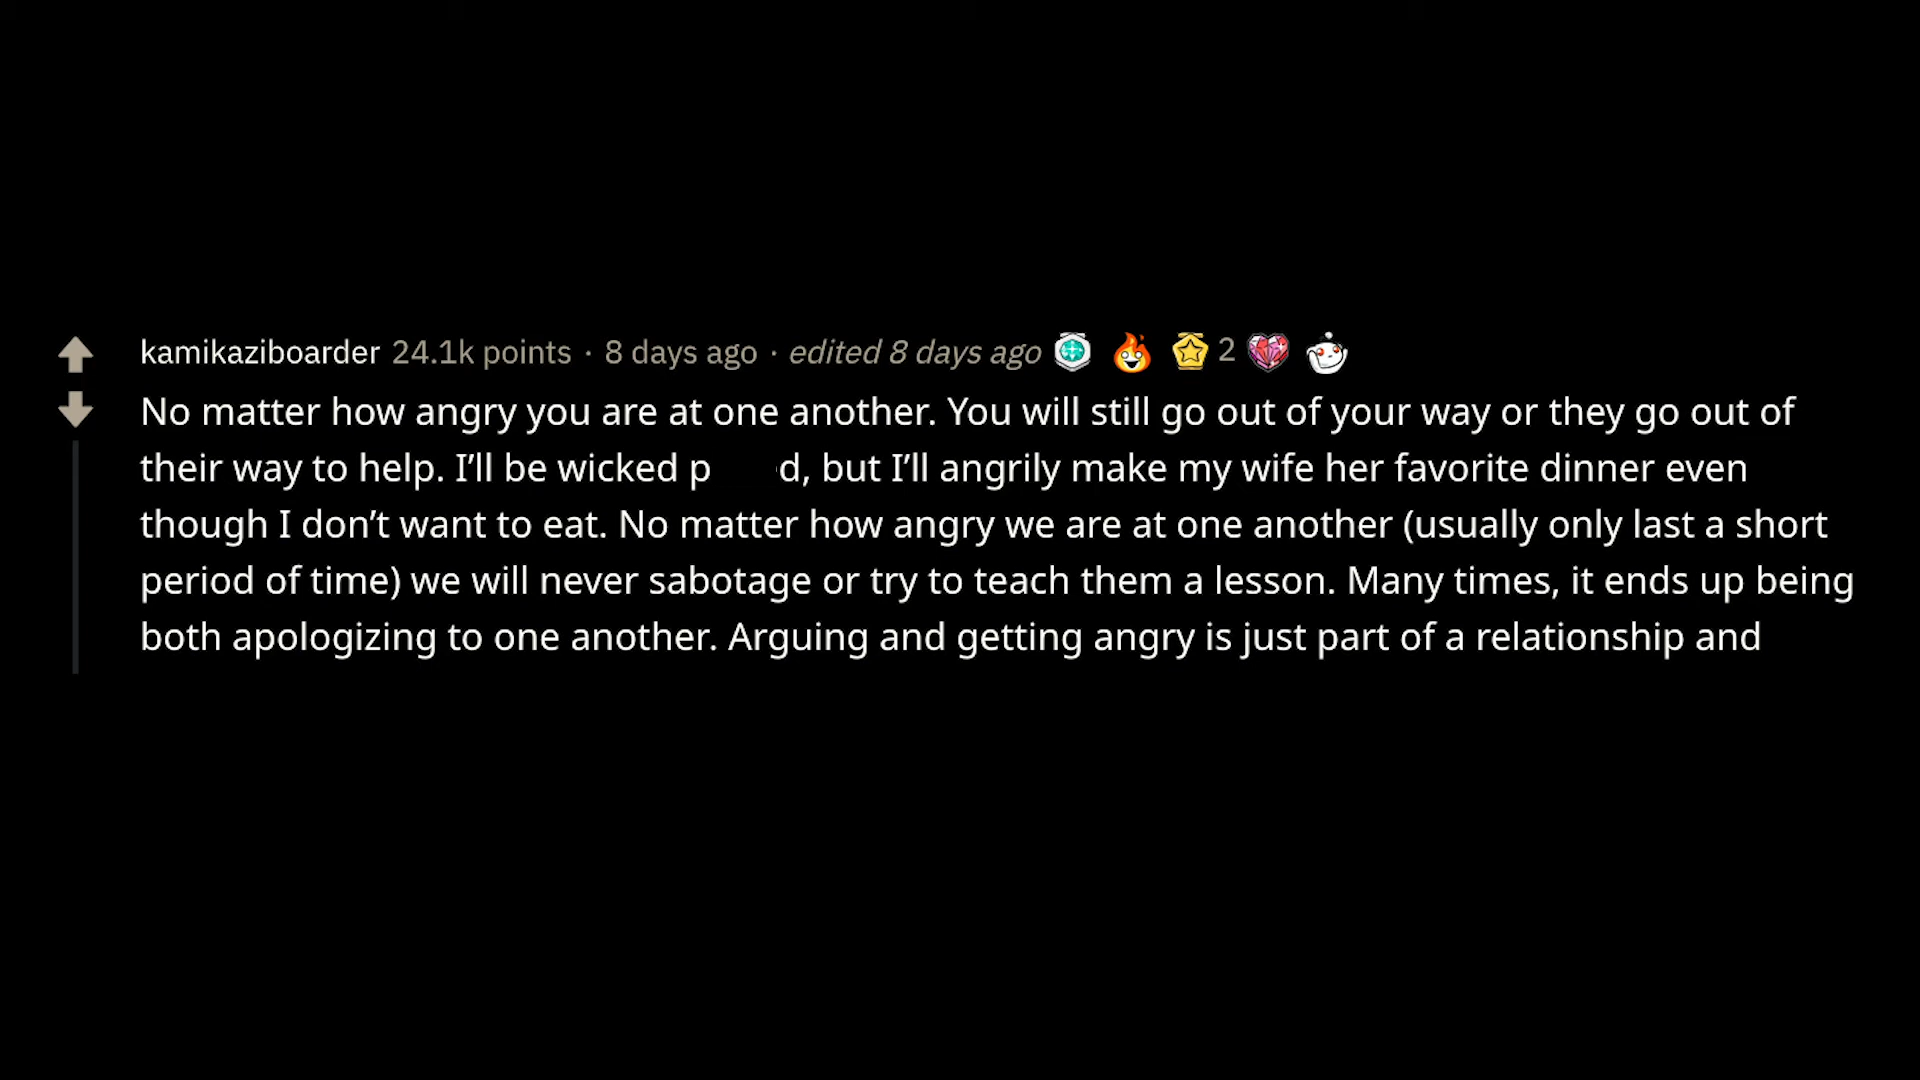 kamikaziboarder 24.1k points · 8 days ago · edited 8 days ago 2
No matter how angry you are at one another. You will still go out of your way or they go out of
their way to help. I’ll be wicked p d, but I’ll angrily make my wife her favorite dinner even
though I don’t want to eat. No matter how angry we are at one another (usually only last a short
period of time) we will never sabotage or try to teach them a lesson. Many times, it ends up being
both apologizing to one another. Arguing and getting angry is just part of a relationship and